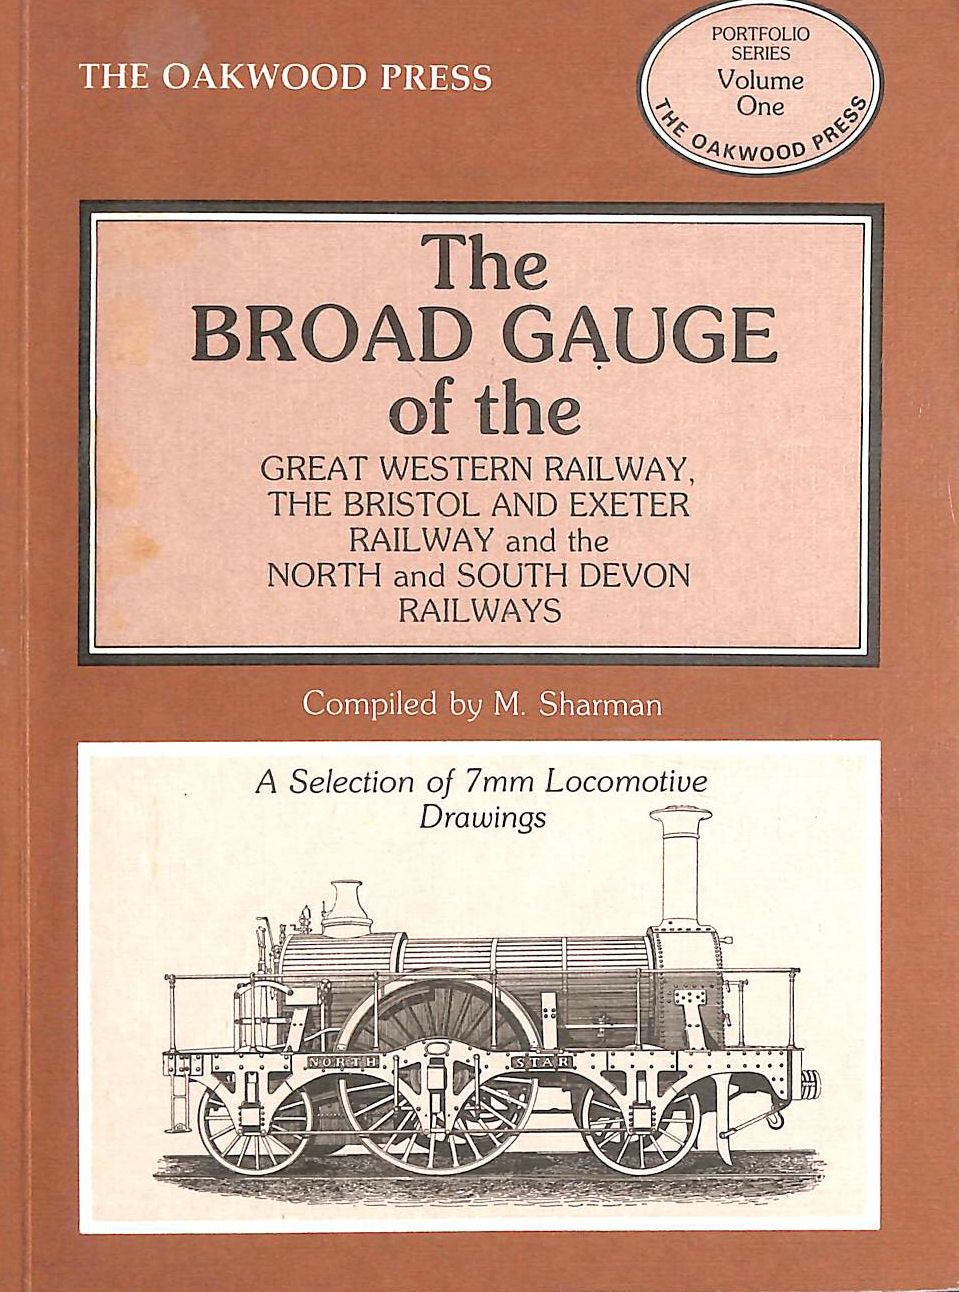 THE OAKWOOD PRESS
PORTFOLIO
SERIES
Volume
One
THE OAKWOOD PRESS
The
BROAD GAUGE
of the
GREAT WESTERN RAILWAY,
THE BRISTOL AND EXETER
RAILWAY and the
NORTH and SOUTH DEVON
RAILWAYS
Compiled by M. Sharman
A Selection of 7mm Locomotive
Drawings
NORTH STAR